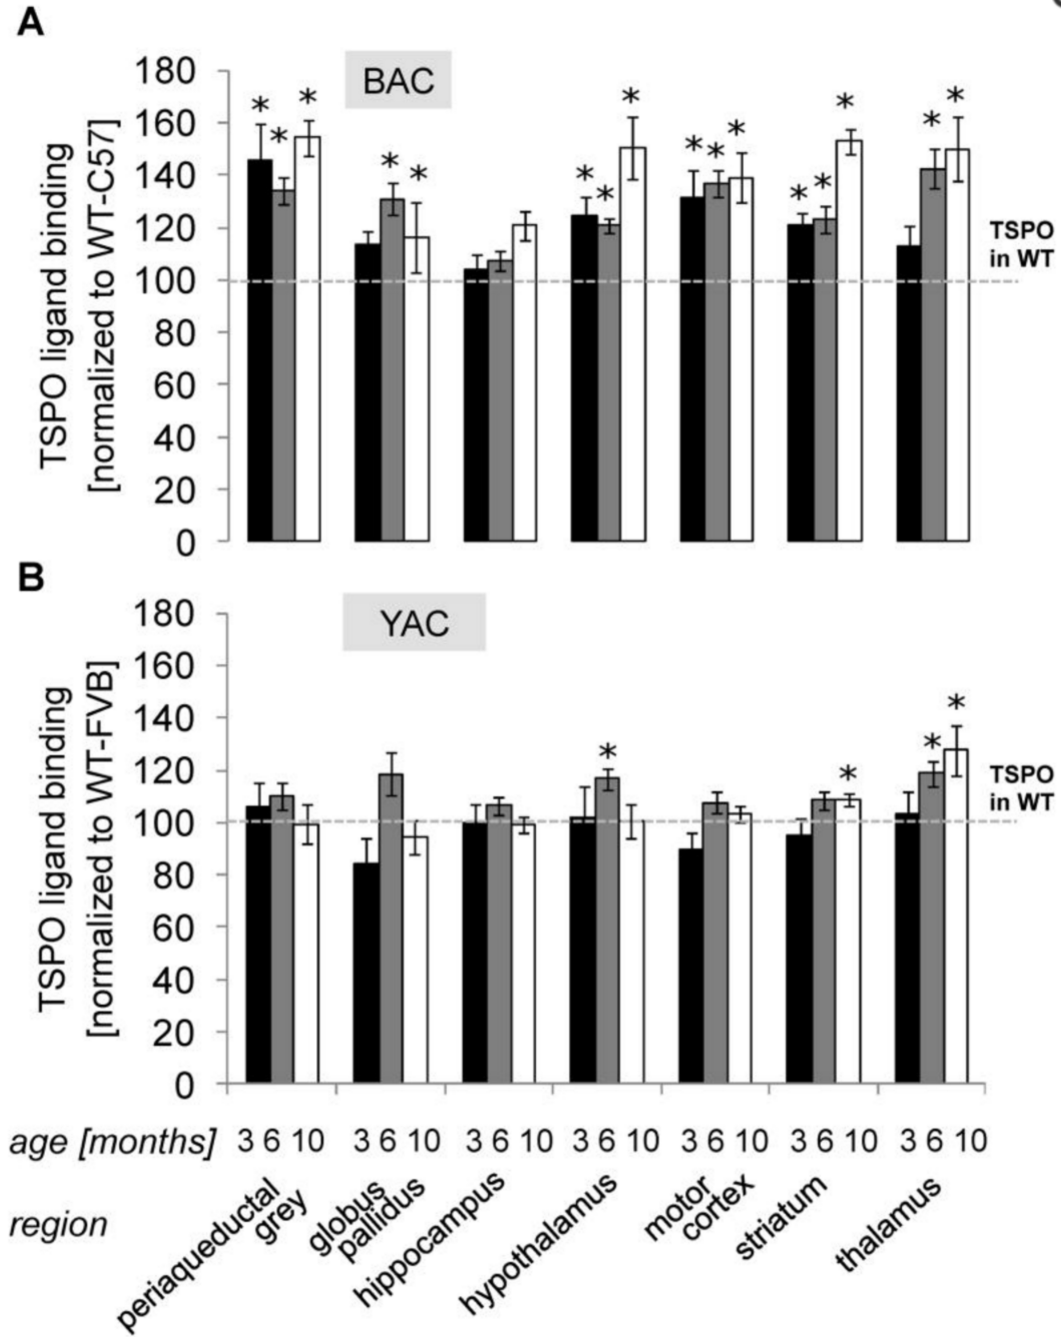 A
BAC
TSPO ligand binding
[normalized to WT-C57]
180
160
140
120
100
80
60
40
20
0
* * *
* *
* * *
* * *
* * *
* *
TSPO
in WT
B
YAC
TSPO ligand binding
[normalized to WT-FVB]
180
160
140
120
100
80
60
40
20
0
*
*
* *
TSPO
in WT
age [months] 3 6 10 3 6 10 3 6 10 3 6 10 3 6 10 3 6 10 3 6 10
region
periaqueductal
grey
globus
pallidus
hippocampus
hypothalamus
motor
cortex
striatum
thalamus